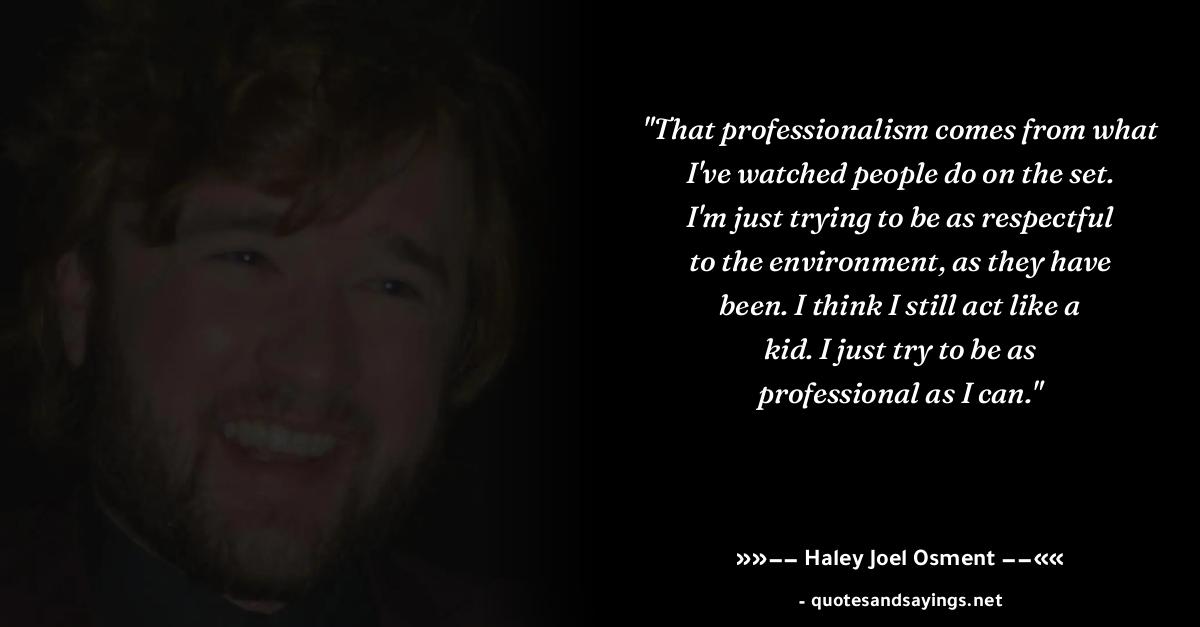 "That professionalism comes from what
I've watched people do on the set.
I'm just trying to be as respectful
to the environment, as they have
been. I think I still act like a
kid. I just try to be as
professional as I can."
»»–– Haley Joel Osment ––««
- quotesandsayings.net